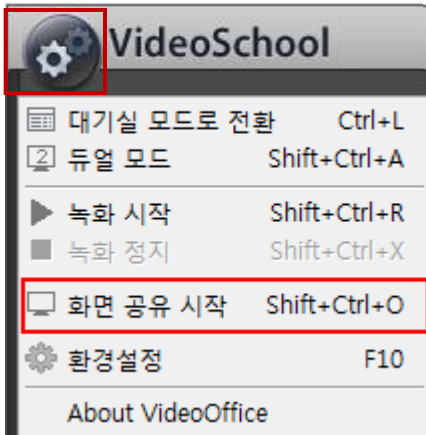 VideoSchool
대기실 모드로 전환 Ctrl+L
2 듀얼 모드 Shift+Ctrl+A
녹화 시작 Shift+Ctrl+R
녹화 정지 Shift+Ctrl+X
화면 공유 시작 Shift+Ctrl+O
환경설정 F10
About VideoOffice